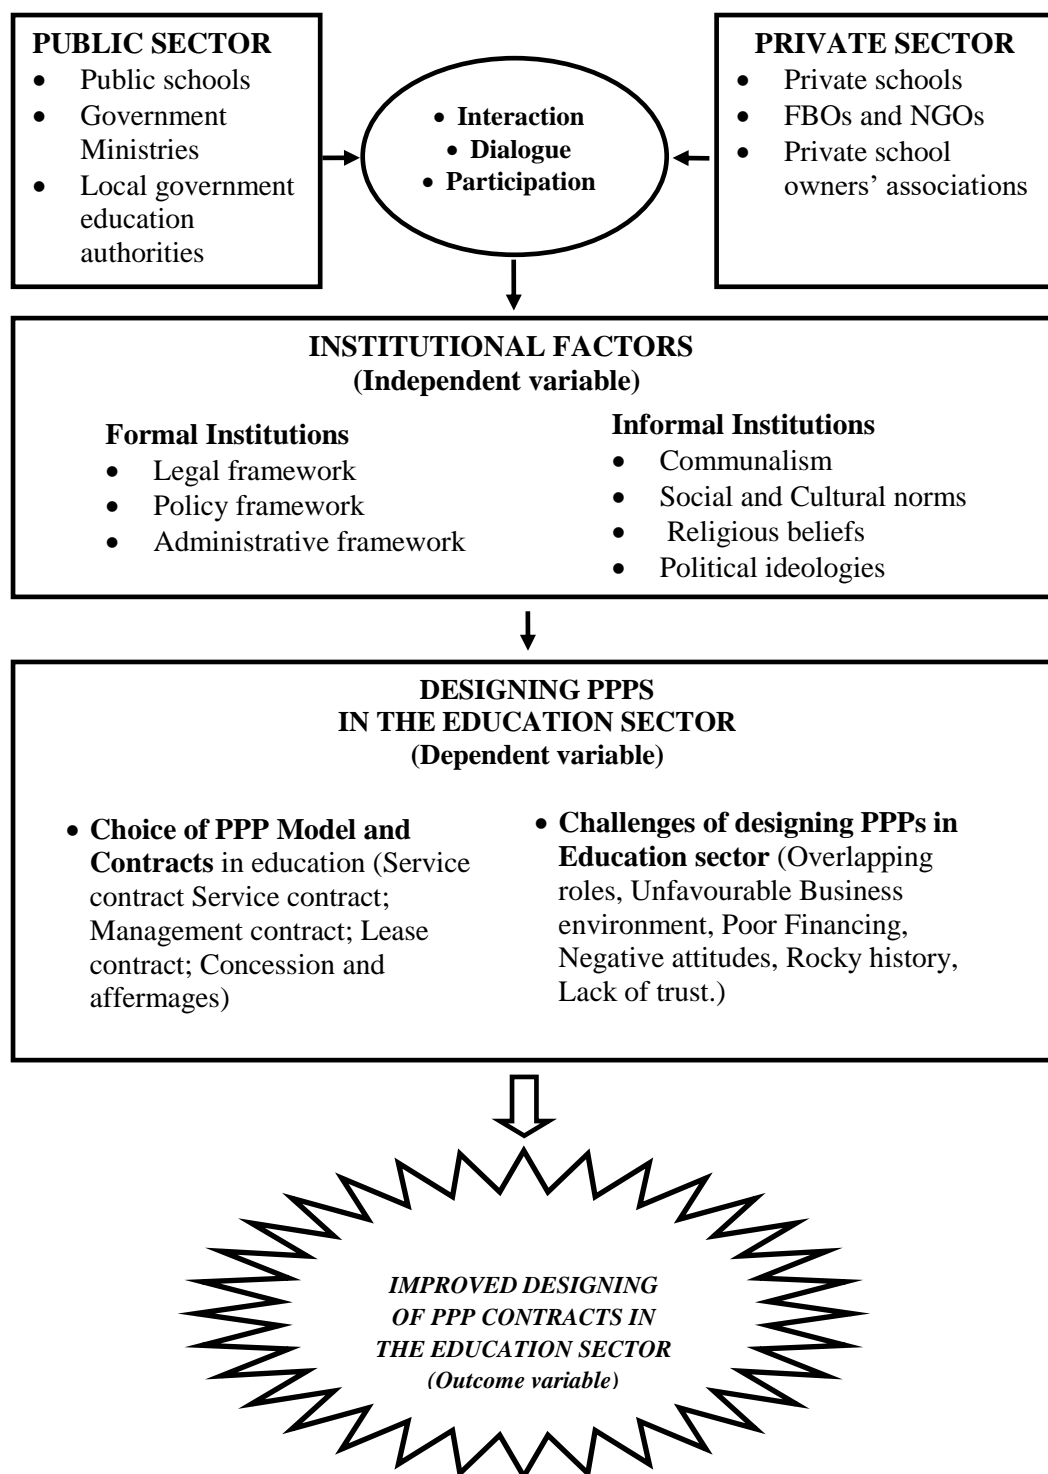 PUBLIC SECTOR
• Public schools
• Government
Ministries
• Local government
education
authorities
• Interaction
• Dialogue
• Participation
PRIVATE SECTOR
• Private schools
• FBOs and NGOs
• Private school
owners’ associations
INSTITUTIONAL FACTORS
(Independent variable)
Formal Institutions
• Legal framework
• Policy framework
• Administrative framework
Informal Institutions
• Communalism
• Social and Cultural norms
• Religious beliefs
• Political ideologies
DESIGNING PPPS
IN THE EDUCATION SECTOR
(Dependent variable)
• Choice of PPP Model and
Contracts in education (Service
contract Service contract;
Management contract; Lease
contract; Concession and
affermages)
• Challenges of designing PPPs in
Education sector (Overlapping
roles, Unfavourable Business
environment, Poor Financing,
Negative attitudes, Rocky history,
Lack of trust.)
IMPROVED DESIGNING
OF PPP CONTRACTS IN
THE EDUCATION SECTOR
(Outcome variable)